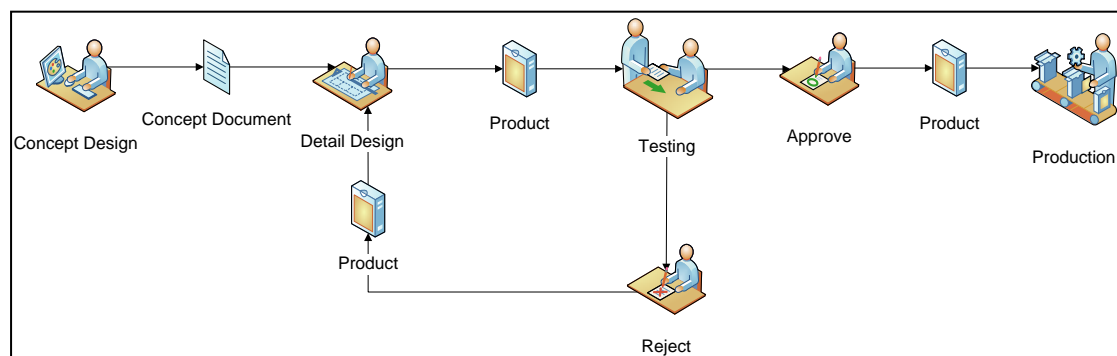 Concept Design
Concept Document
Detail Design
Product
Testing
Approve
Product
Production
Product
Reject